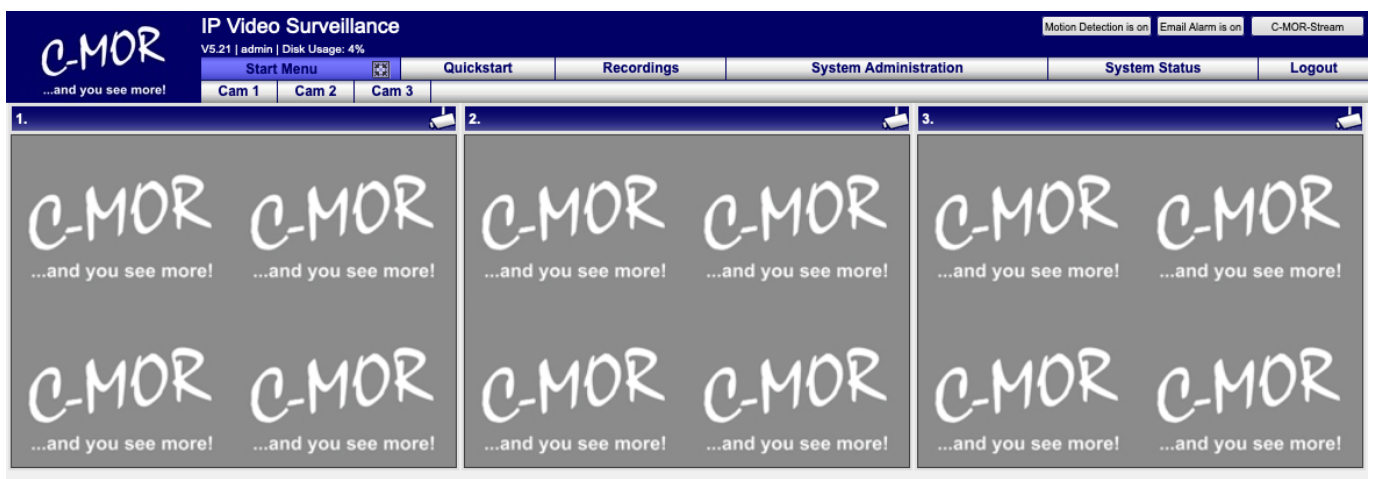 C-MOR
...and you see more!
IP Video Surveillance
V5.21 | admin | Disk Usage: 4%
Motion Detection is on Email Alarm is on C-MOR-Stream
Start Menu Quickstart Recordings System Administration System Status Logout
Cam 1 Cam 2 Cam 3
1. 2. 3.
C-MOR C-MOR C-MOR C-MOR C-MOR C-MOR
...and you see more! ...and you see more! ...and you see more! ...and you see more! ...and you see more! ...and you see more!
C-MOR C-MOR C-MOR C-MOR C-MOR C-MOR
...and you see more! ...and you see more! ...and you see more! ...and you see more! ...and you see more! ...and you see more!